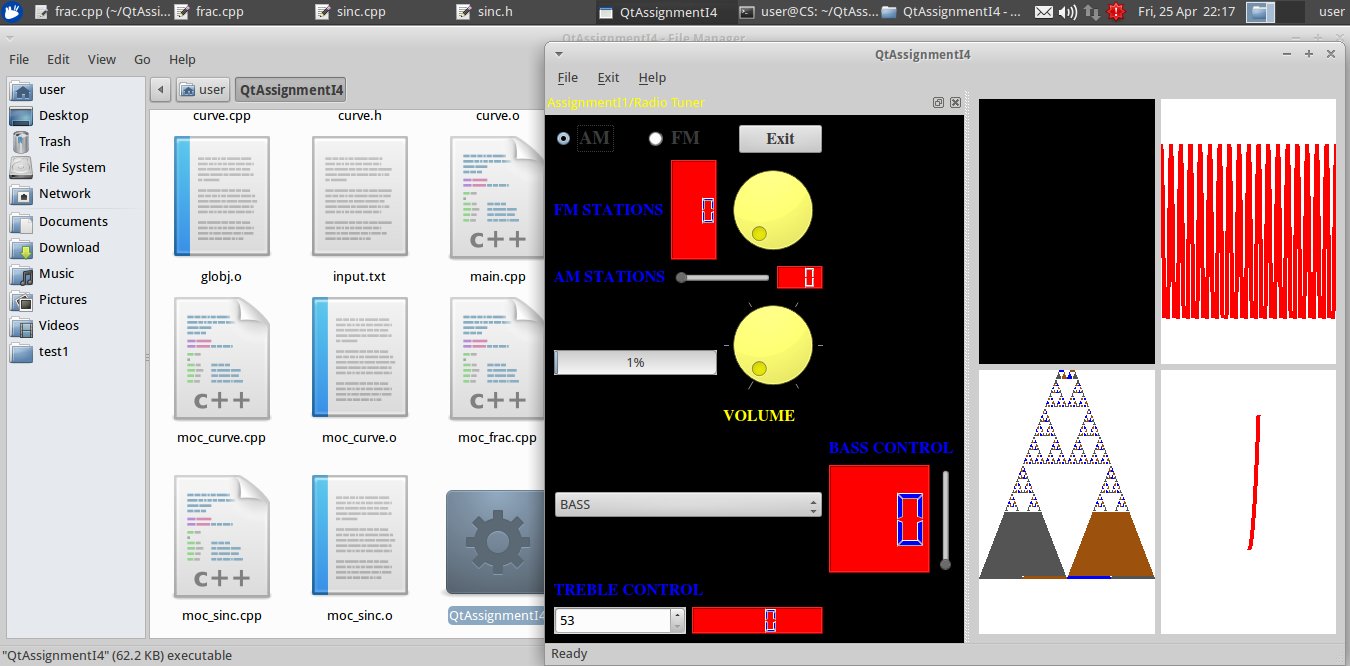 frac.cpp (~/QtAssi...
frac.cpp
sinc.cpp
sinc.h
QtAssignmentI4
user@CS: ~/QtAss...
QtAssignmentI4 - ...
Fri, 25 Apr 22:17
user
QtAssignmentI4 - File Manager
File Edit View Go Help
user
QtAssignmentI4
user
Desktop
Trash
File System
Network
Documents
Download
Music
Pictures
Videos
test1
curve.cpp
curve.h
curve.o
globj.o
input.txt
main.cpp
moc_curve.cpp
moc_curve.o
moc_frac.cpp
moc_sinc.cpp
moc_sinc.o
QtAssignmentI4
C++
C++
C++
C++
"QtAssignmentI4" (62.2 KB) executable
QtAssignmentI4
File Exit Help
AssignmentI1/Radio Tuner
AM
FM
Exit
FM STATIONS
0
AM STATIONS
0
1%
VOLUME
BASS CONTROL
BASS
0
TREBLE CONTROL
53
0
Ready